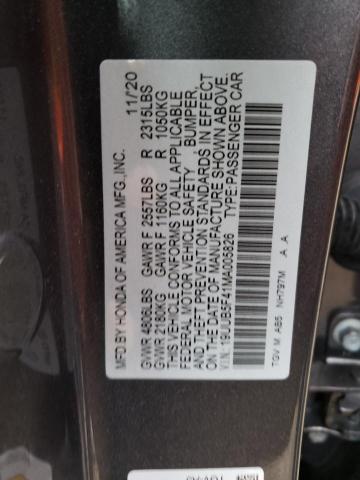 MFD.BY HONDA OF AMERICA MFG.,INC. 11/20
GVWR 4806LBS GAWR F 2557LBS R 2315LBS
GVWR 2180KG GAWR F 1160KG R 1050KG
THIS VEHICLE CONFORMS TO ALL APPLICABLE
FEDERAL MOTOR VEHICLE SAFETY , BUMPER,
AND THEFT PREVENTION STANDARDS IN EFFECT
ON THE DATE OF MANUFACTURE SHOWN ABOVE.
V.I.N. 19UUB5F41MA005826 TYPE:PASSENGER CAR
TGV M. AB5 NH797M A A